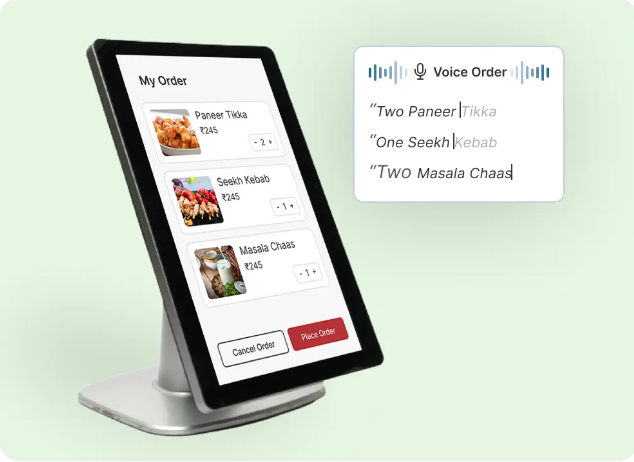 My Order
Paneer Tikka
₹245
- 2 +
Seekh Kebab
₹245
- 1 +
Masala Chaas
₹245
- 1 +
Cancel Order
Place Order
Voice Order
“Two Paneer Tikka
“One Seekh Kebab
“Two Masala Chaas